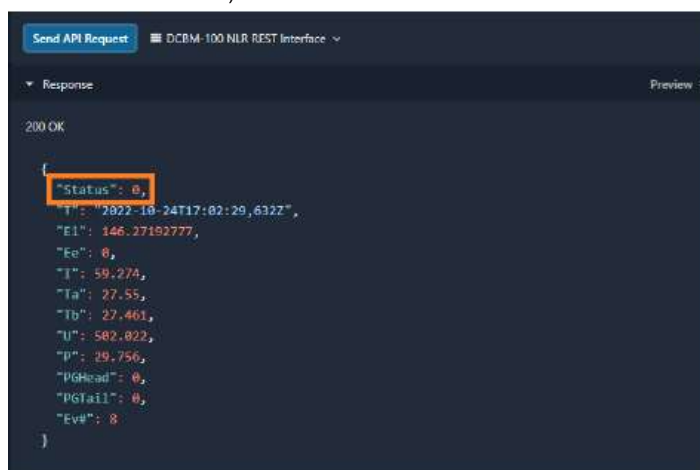 Send API Request DCBM-100 NLR REST Interface
Response Preview
200 OK
{
"Status": 0,
"T": "2022-10-24T17:02:29,632Z",
"E1": 146.27192777,
"Ee": 0,
"I": 59.274,
"Ta": 27.55,
"Tb": 27.461,
"U": 502.022,
"P": 29.756,
"PGHead": 0,
"PGTail": 0,
"Ev#": 8
}